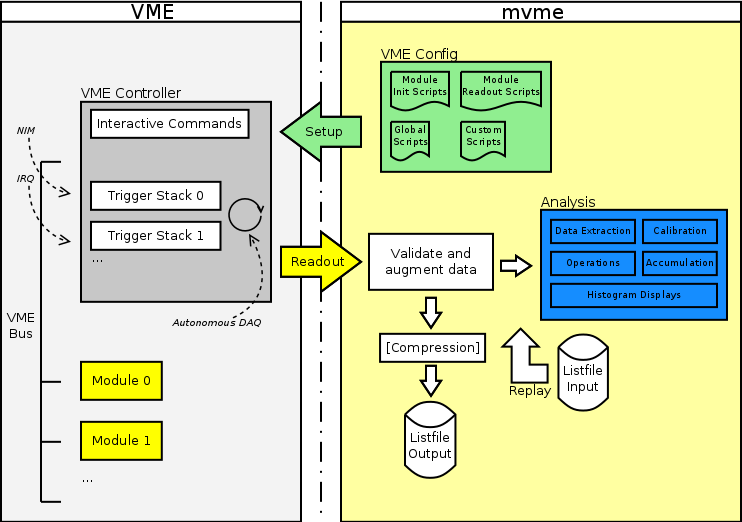 VME
VME Controller
Interactive Commands
NIM
IRQ
Trigger Stack 0
Trigger Stack 1
...
Autonomous DAQ
VME
Bus
Module 0
Module 1
...
Setup
Readout
mvme
VME Config
Module
Init Scripts
Module
Readout Scripts
Global
Scripts
Custom
Scripts
Analysis
Data Extraction
Calibration
Operations
Accumulation
Histogram Displays
Validate and
augment data
[Compression]
Listfile
Output
Replay
Listfile
Input